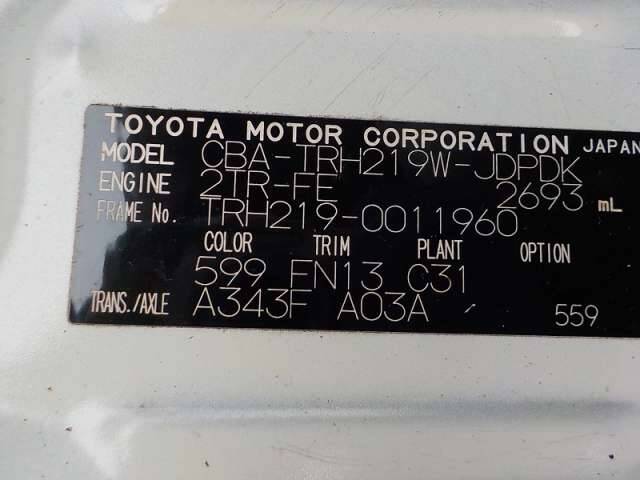 TOYOTA MOTOR CORPORATION JAPAN
MODEL CBA-TRH219W-JDPDK
ENGINE 2TR-FE 2693 mL
FRAME No. TRH219-0011960
COLOR TRIM PLANT OPTION
599 FN13 C31
TRANS./AXLE A343F A03A 559